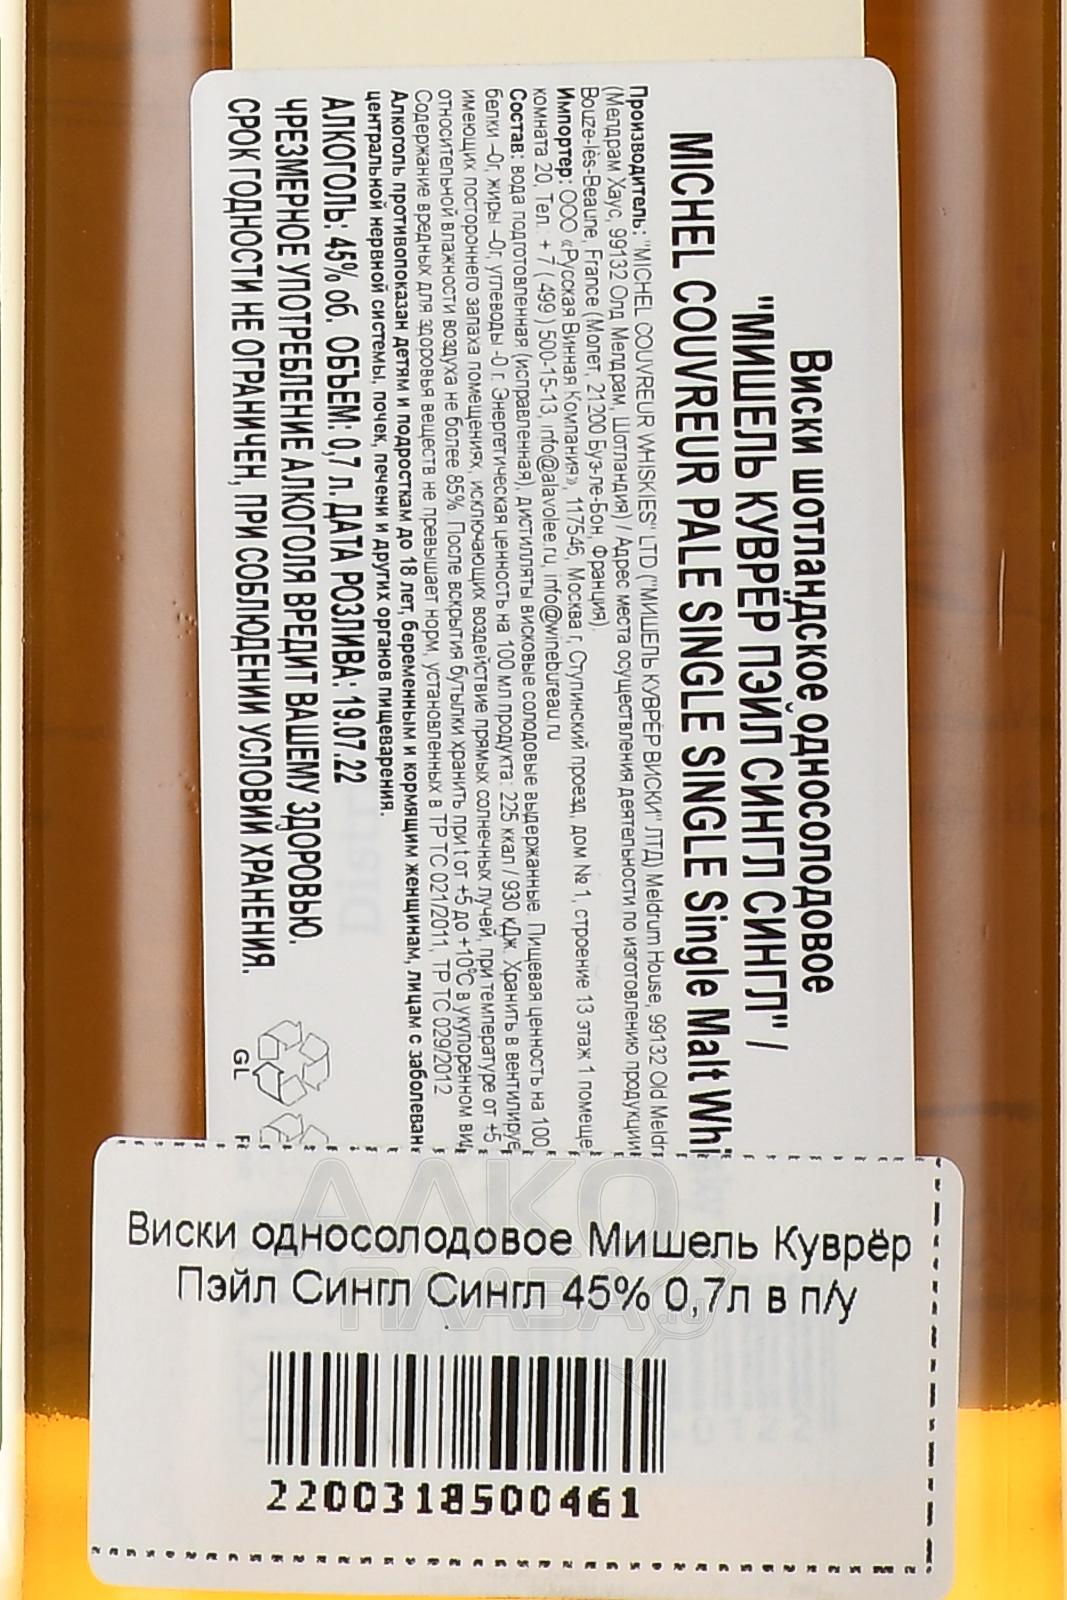 Виски шотландское односолодовое
"МИШЕЛЬ КУВРЁР ПЭЙЛ СИНГЛ СИНГЛ" /
MICHEL COUVREUR PALE SINGLE SINGLE Single Malt Whi
Производитель: "MICHEL COUVREUR WHISKIES" LTD ("МИШЕЛЬ КУВРЁР ВИСКИ" ЛТД) Meldrum House, 99132 Old Meldr
(Мелдрам Хаус, 99132 Олд Мелдрам, Шотландия) / Адрес места осуществления деятельности по изготовлению продукции
Bouze-lès-Beaune, France (Молет, 21200 Буз-ле-Бон, Франция).
Импортер: ООО «Русская Винная Компания», 117546, Москва г, Ступинский проезд, дом № 1, строение 13 этаж 1 помеще
комната 20, Тел.: + 7 ( 499 ) 500-15-13, info@alavolee.ru, info@winebureau.ru
Состав: вода подготовленная (исправленная), дистилляты висковые солодовые выдержанные. Пищевая ценность на 100
белки –0г, жиры –0г, углеводы -0 г. Энергетическая ценность на 100 мл продукта: 225 ккал / 930 кДж. Хранить в вентилируе
имеющих постороннего запаха помещениях, исключающих воздействие прямых солнечных лучей, при температуре от +5
относительной влажности воздуха не более 85%. После вскрытия бутылки хранить при t от +5 до +10°С в укупоренном вид
Содержание вредных для здоровья веществ не превышает норм, установленных в ТР ТС 021/2011, ТР ТС 029/2012
Алкоголь противопоказан детям и подросткам до 18 лет, беременным и кормящим женщинам, лицам с заболеван
центральной нервной системы, почек, печени и других органов пищеварения.
АЛКОГОЛЬ: 45% об. ОБЪЕМ: 0,7 л. ДАТА РОЗЛИВА: 19.07.22
ЧРЕЗМЕРНОЕ УПОТРЕБЛЕНИЕ АЛКОГОЛЯ ВРЕДИТ ВАШЕМУ ЗДОРОВЬЮ.
СРОК ГОДНОСТИ НЕ ОГРАНИЧЕН, ПРИ СОБЛЮДЕНИИ УСЛОВИЙ ХРАНЕНИЯ.
GL
АЛКО
ПЛАЗА
Виски односолодовое Мишель Куврёр
Пэйл Сингл Сингл 45% 0,7л в п/у
2200318500461